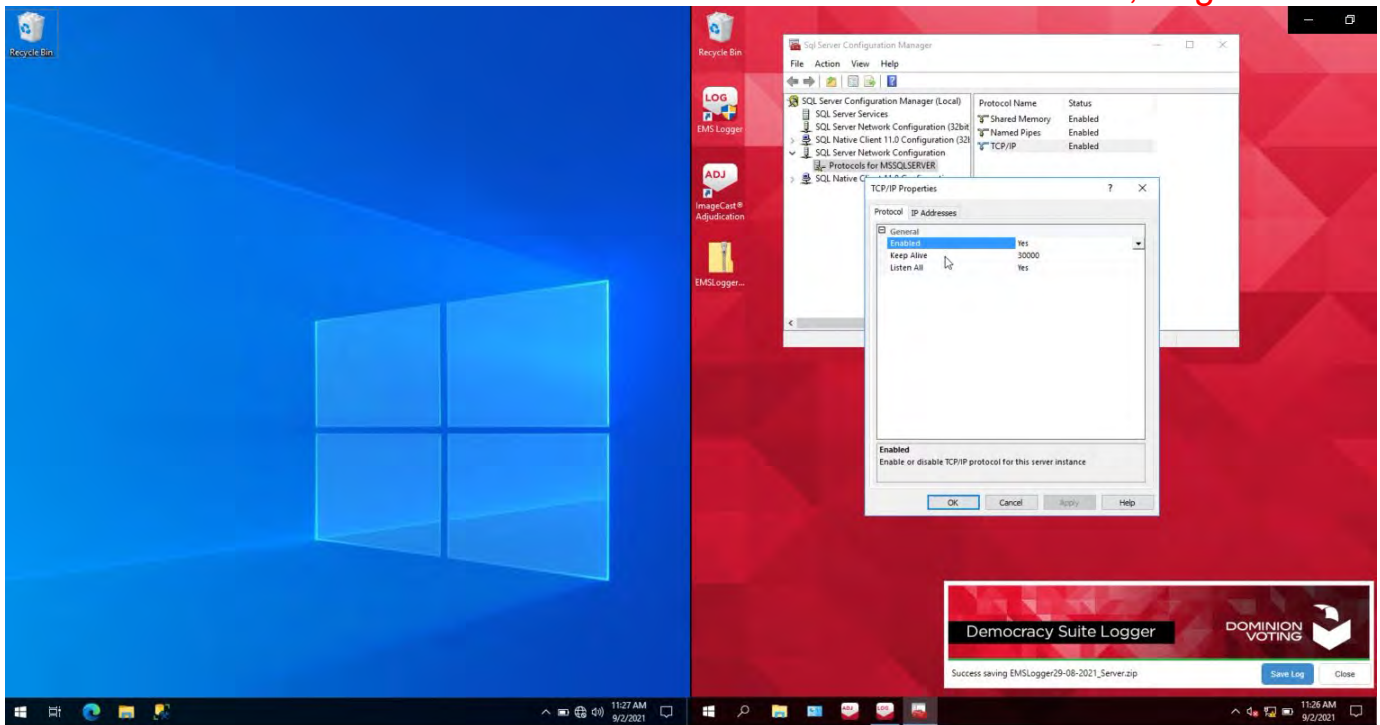 Recycle Bin
11:27 AM
9/2/2021
Recycle Bin
LOG
EMS Logger
ADJ
ImageCast®
Adjudication
EMSLogger...
Sql Server Configuration Manager
File Action View Help
SQL Server Configuration Manager (Local)
SQL Server Services
SQL Server Network Configuration (32bit
SQL Native Client 11.0 Configuration (32
SQL Server Network Configuration
Protocols for MSSQLSERVER
SQL Native
Protocol Name Status
Shared Memory Enabled
Named Pipes Enabled
TCP/IP Enabled
TCP/IP Properties ? X
Protocol IP Addresses
General
Enabled Yes
Keep Alive 30000
Listen All Yes
Enabled
Enable or disable TCP/IP protocol for this server instance
OK Cancel Apply Help
Democracy Suite Logger
DOMINION
VOTING
Success saving EMSLogger29-08-2021_Server.zip
Save Log Close
ADJ LOG
11:26 AM
9/2/2021